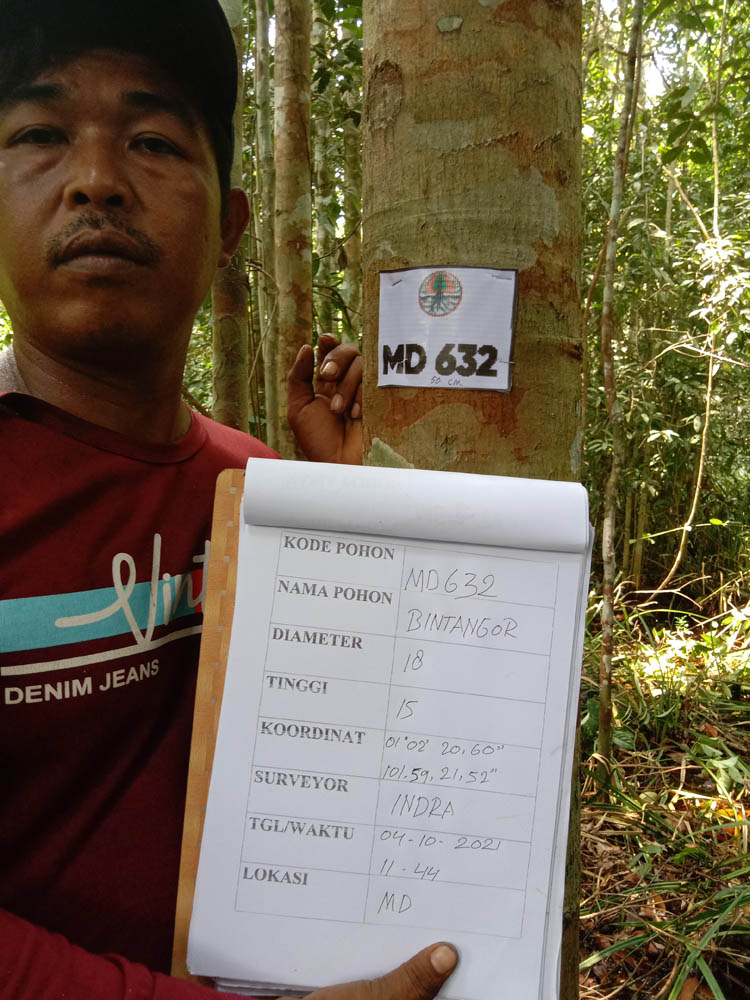 MD 632
50 CM
Vint
DENIM JEANS
KODE POHON MD632
NAMA POHON BINTANGOR
DIAMETER 18
TINGGI 15
KOORDINAT 01°02' 20,60"
101.59,21,52"
SURVEYOR INDRA
TGL/WAKTU 04-10-2021
11-44
LOKASI MD